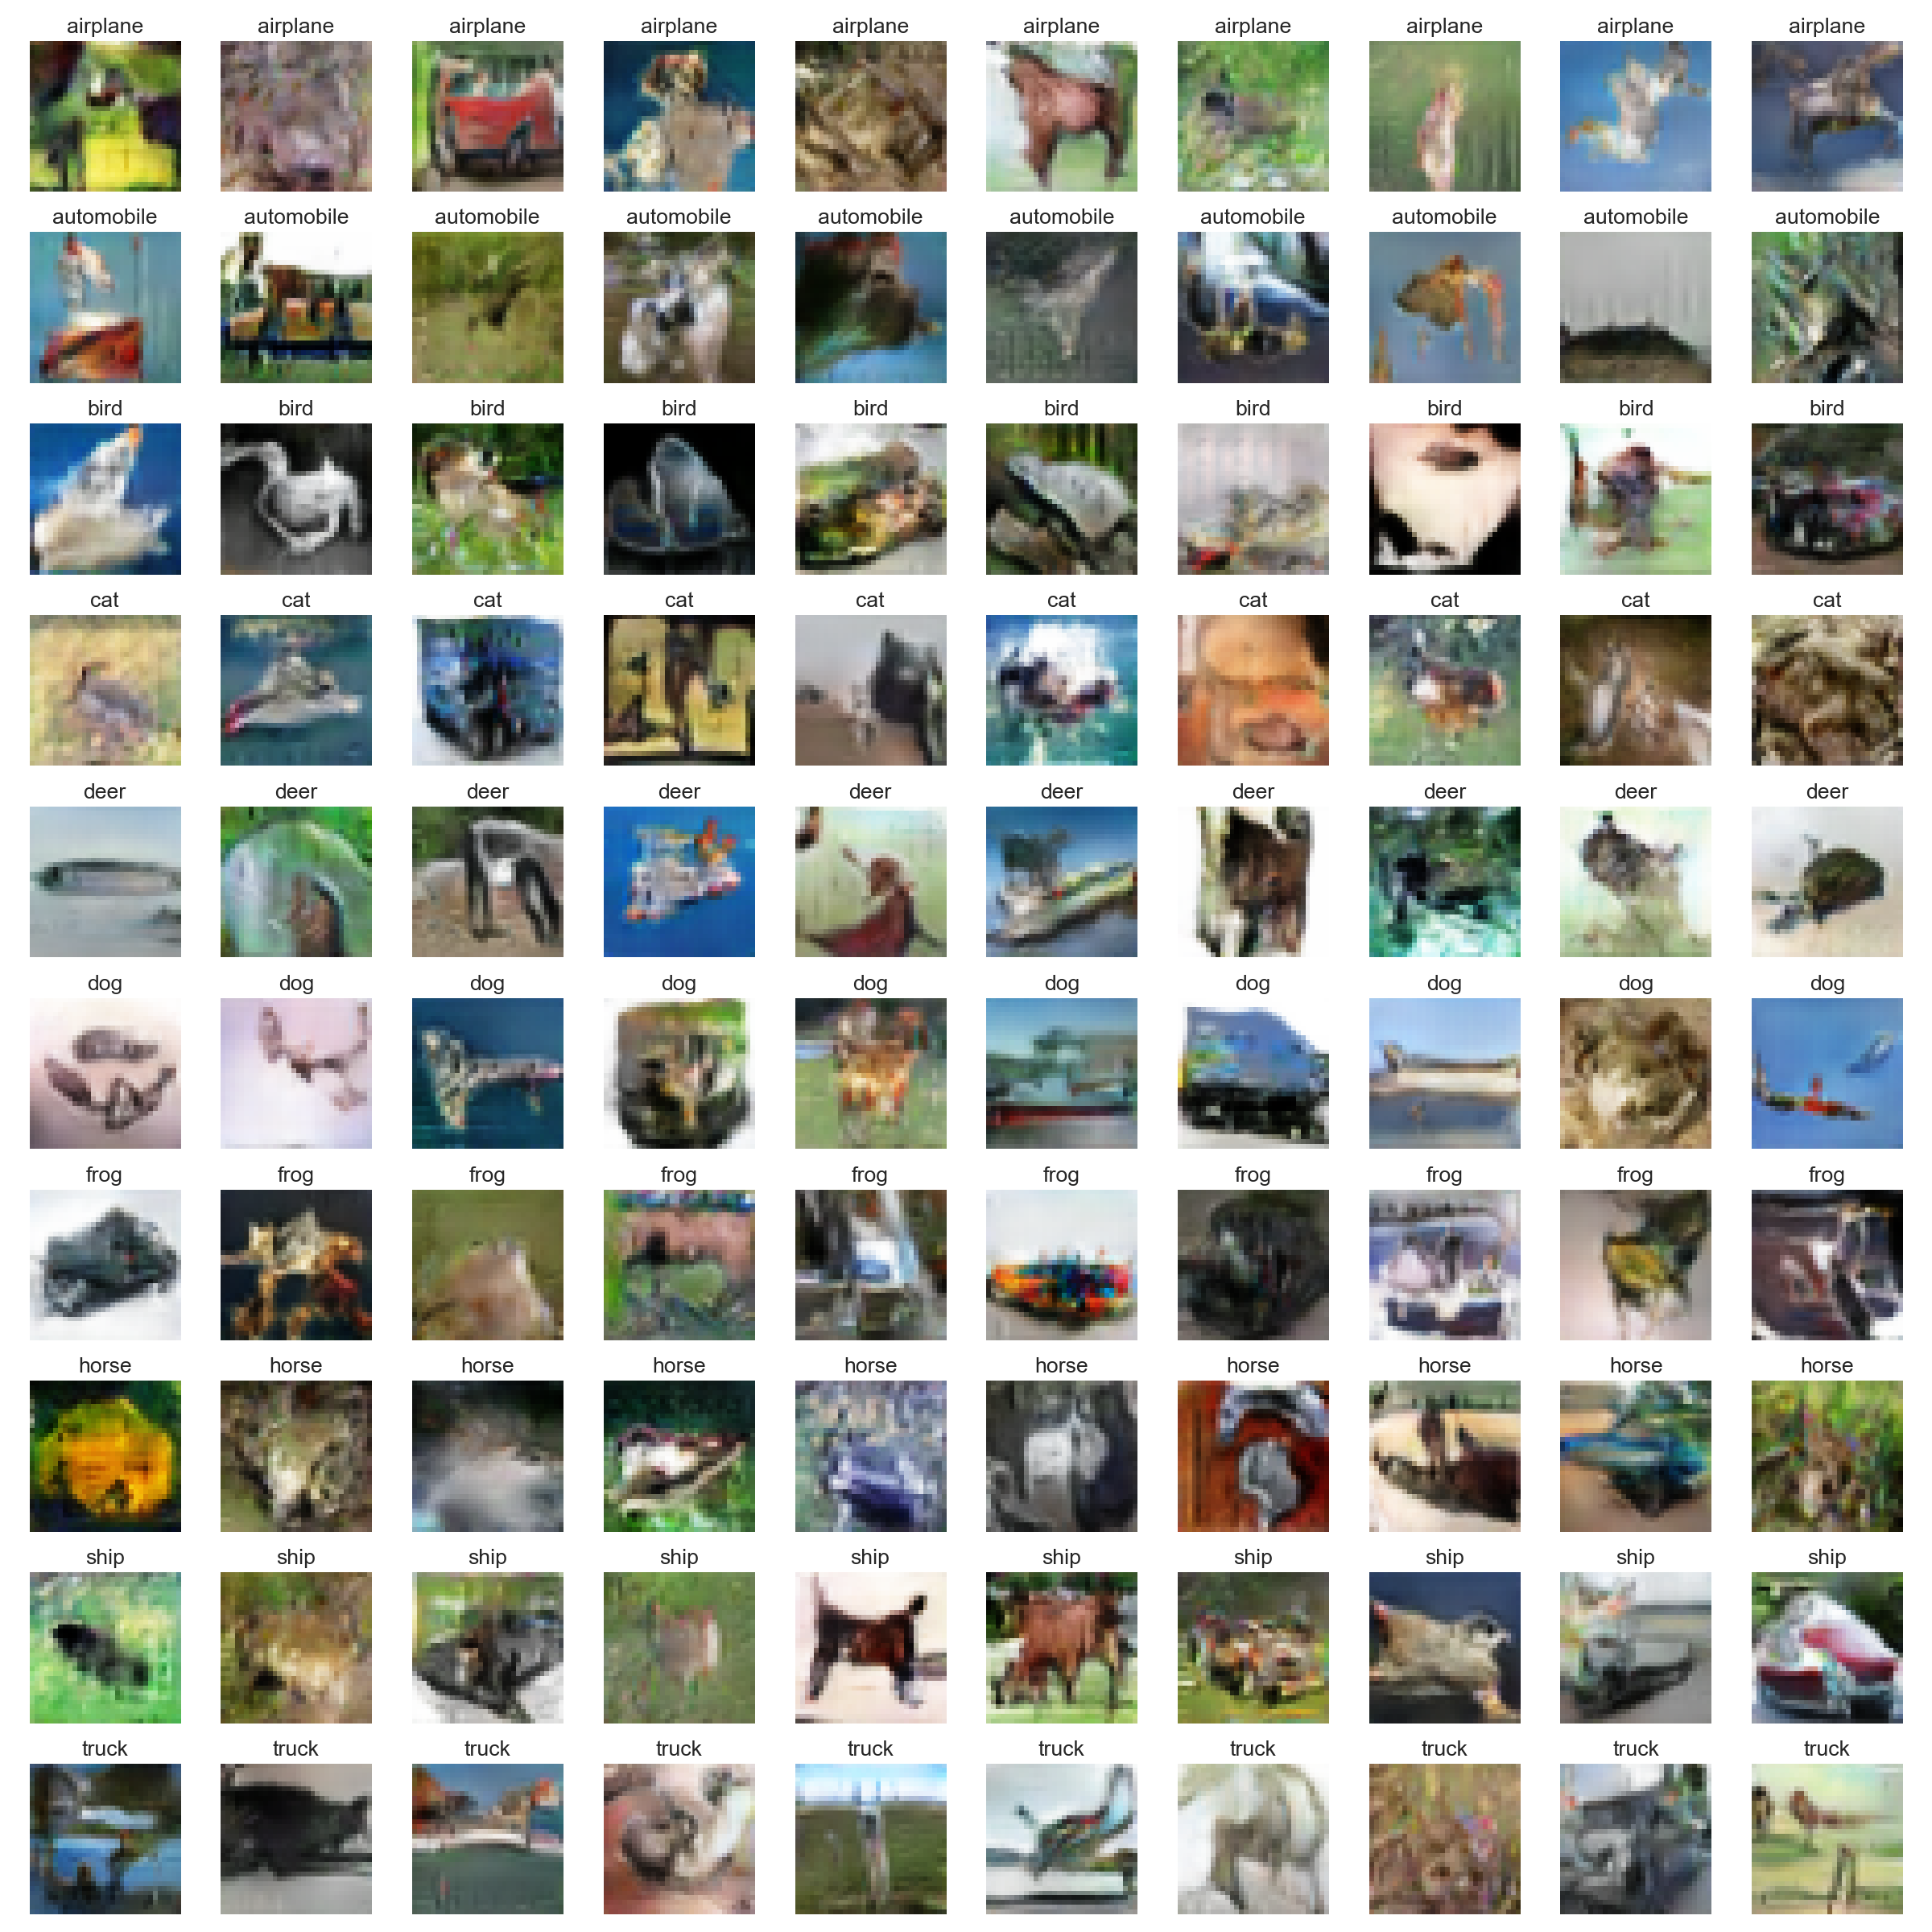 airplane airplane airplane airplane airplane airplane airplane airplane airplane airplane
automobile automobile automobile automobile automobile automobile automobile automobile automobile automobile
bird bird bird bird bird bird bird bird bird bird
cat cat cat cat cat cat cat cat cat cat
deer deer deer deer deer deer deer deer deer deer
dog dog dog dog dog dog dog dog dog dog
frog frog frog frog frog frog frog frog frog frog
horse horse horse horse horse horse horse horse horse horse
ship ship ship ship ship ship ship ship ship ship
truck truck truck truck truck truck truck truck truck truck